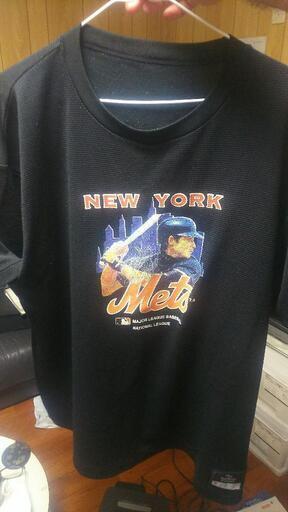 NEW YORK
Mets
MAJOR LEAGUE BASEBALL
NATIONAL LEAGUE